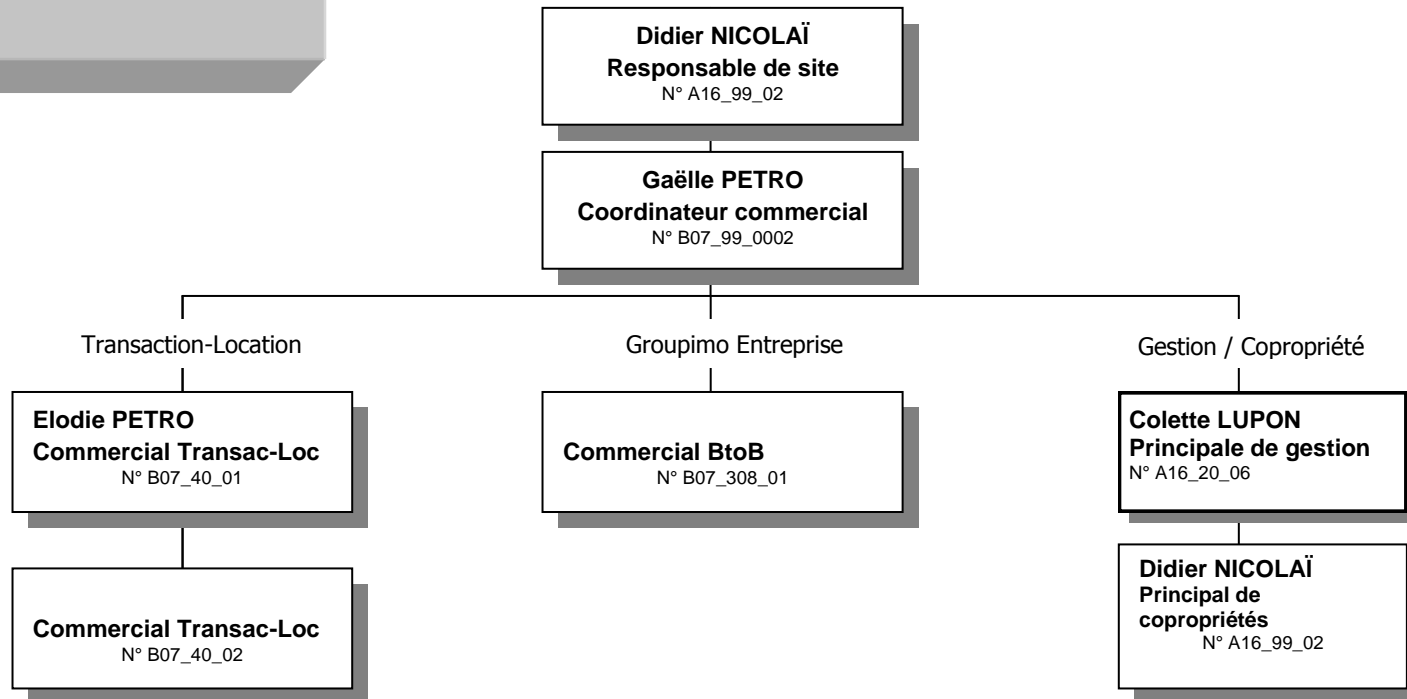 Didier NICOLAÏ
Responsable de site
N° A16_99_02
Gaëlle PETRO
Coordinateur commercial
N° B07_99_0002
Transaction-Location
Groupimo Entreprise
Gestion / Copropriété
Elodie PETRO
Commercial Transac-Loc
N° B07_40_01
Commercial BtoB
N° B07_308_01
Colette LUPON
Principale de gestion
N° A16_20_06
Commercial Transac-Loc
N° B07_40_02
Didier NICOLAÏ
Principal de
copropriétés
N° A16_99_02